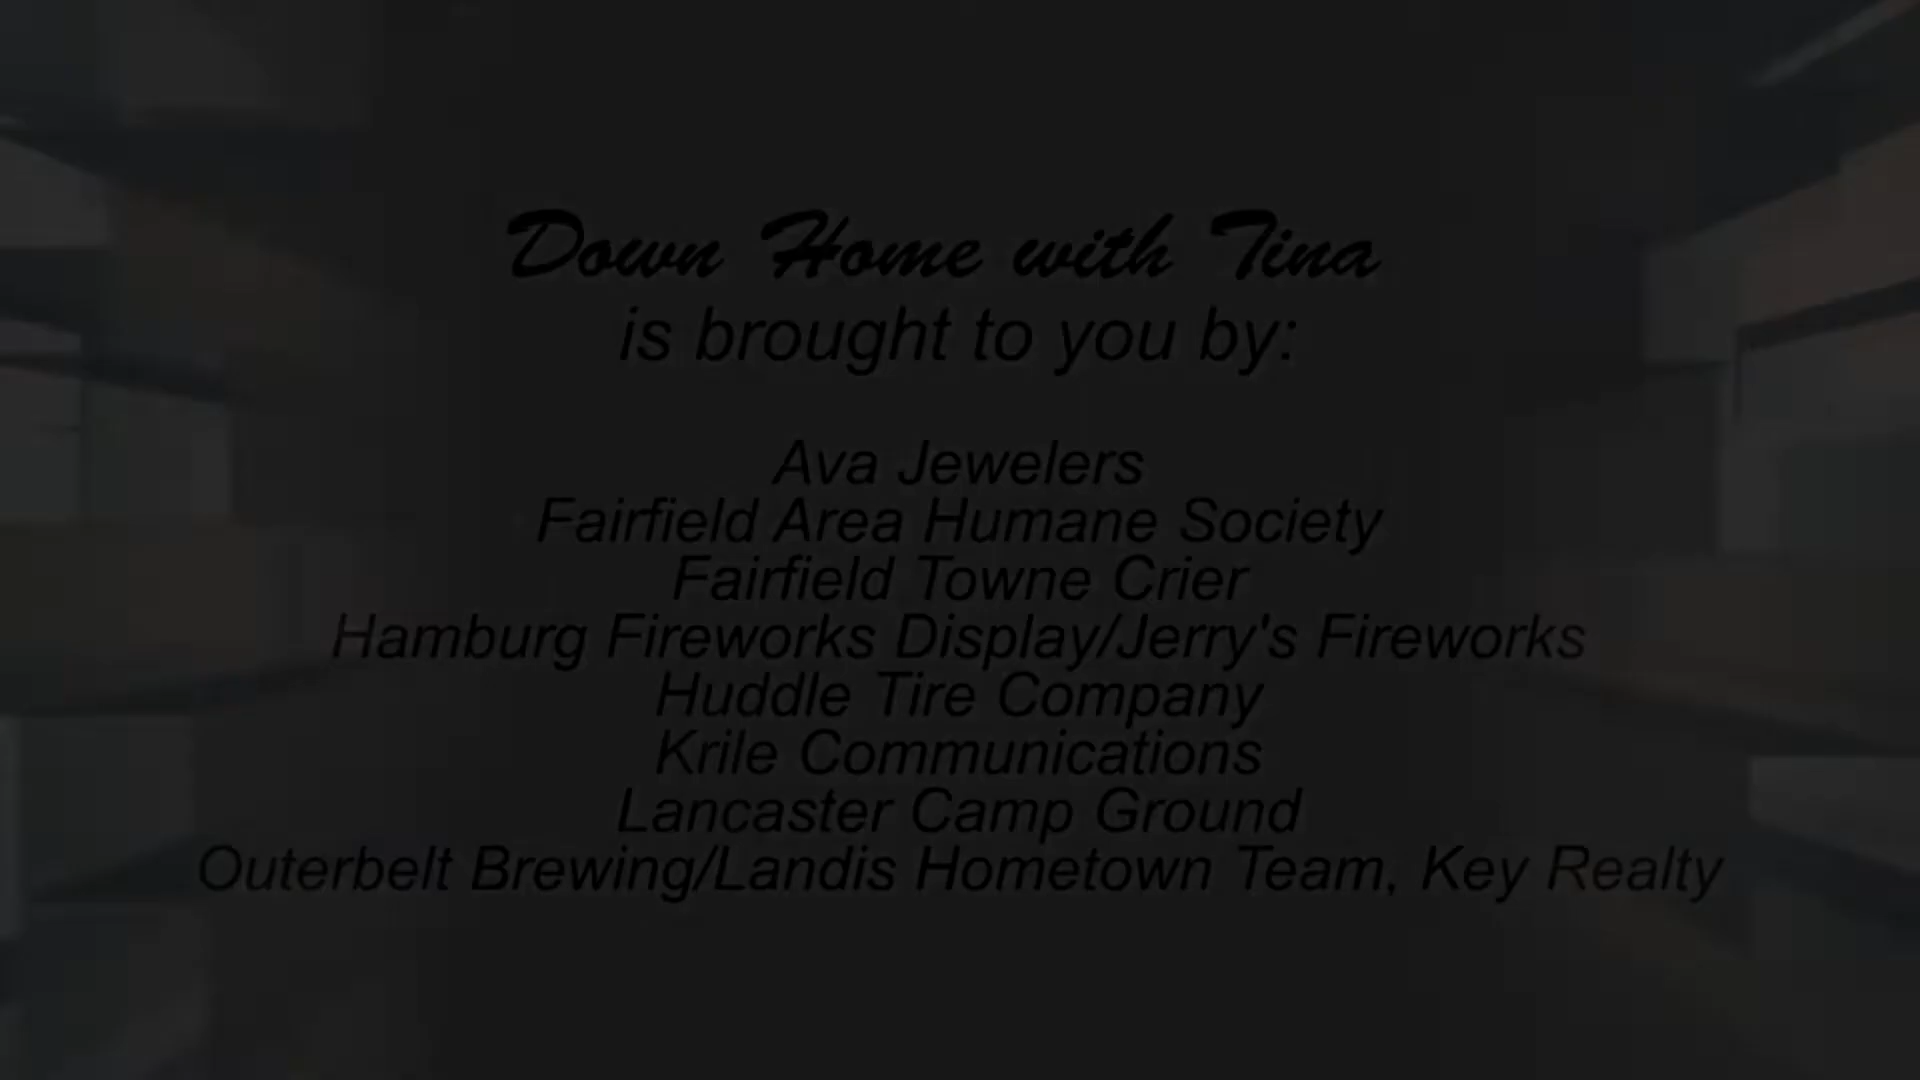 Down Home with Tina
is brought to you by:
Ava Jewelers
Fairfield Area Humane Society
Fairfield Towne Crier
Hamburg Fireworks Display/Jerry's Fireworks
Huddle Tire Company
Krile Communications
Lancaster Camp Ground
Outerbelt Brewing/Landis Hometown Team, Key Realty